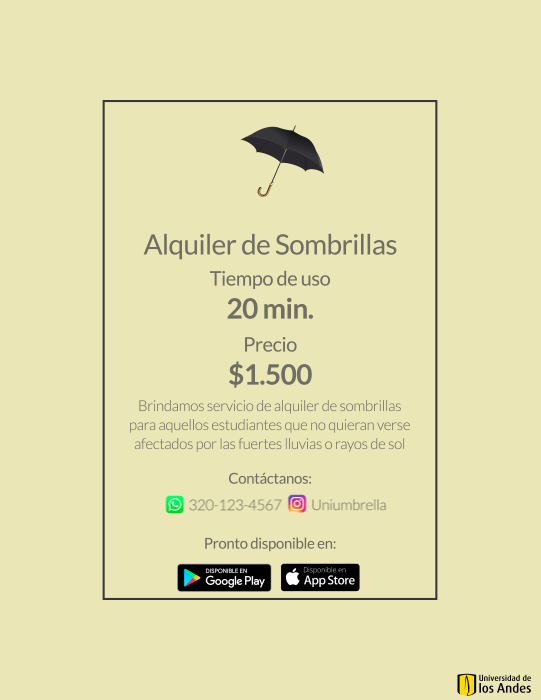 Alquiler de Sombrillas
Tiempo de uso
20 min.
Precio
$1.500
Brindamos servicio de alquiler de sombrillas
para aquellos estudiantes que no quieran verse
afectados por las fuertes lluvias o rayos de sol
Contáctanos:
320-123-4567 Uniumbrella
Pronto disponible en:
DISPONIBLE EN
Google Play
Disponible en
App Store
Universidad de
los Andes